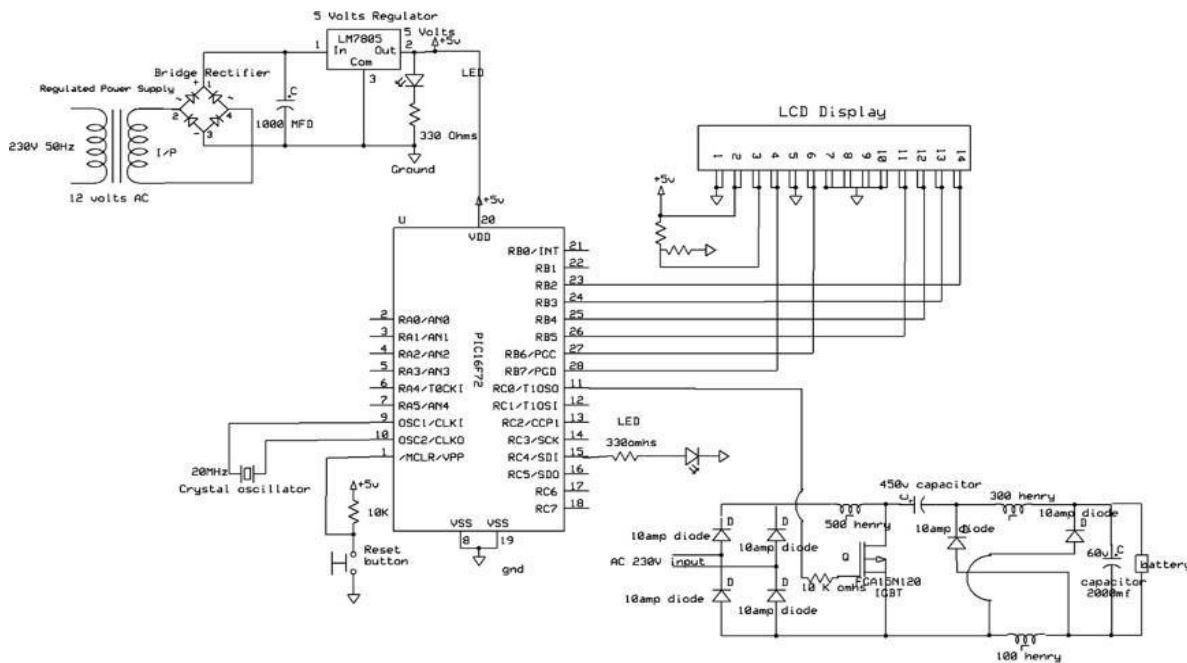 5 Volts Regulator
LM7805
5 Volts
+5v
1
In
Out
2
Com
3
LED
Bridge Rectifier
Regulated Power Supply
+
1
-
2
4
-
3
-
C
1000 MFD
330 Ohms
230V 50Hz
I/P
Ground
12 volts AC
LCD Display
1 2 3 4 5 6 7 8 9 10 11 12 13 14
+5v
+5v
U
20
VDD
PIC16F72
2 RA0/AN0
3 RA1/AN1
4 RA2/AN2
5 RA3/AN3
6 RA4/T0CKI
7 RA5/AN4
9 OSC1/CLKI
10 OSC2/CLKO
1 /MCLR/VPP
RB0/INT 21
RB1 22
RB2 23
RB3 24
RB4 25
RB5 26
RB6/PGC 27
RB7/PGD 28
RC0/T1OSO 11
RC1/T1OSI 12
RC2/CCP1 13
RC3/SCK 14
RC4/SDI 15
RC5/SDO 16
RC6 17
RC7 18
VSS VSS
8 19
gnd
20MHz
Crystal oscillator
+5v
10K
Reset
button
LED
330omhs
450v capacitor
300 henry
500 henry
10amp diode
D
10amp diode
D
10amp diode
D
10amp diode
D
10amp diode
10amp diode
D
AC 230V input
Q
10 K omhs
FGA15N120
IGBT
60v
C
capacitor
2000mf
battery
100 henry